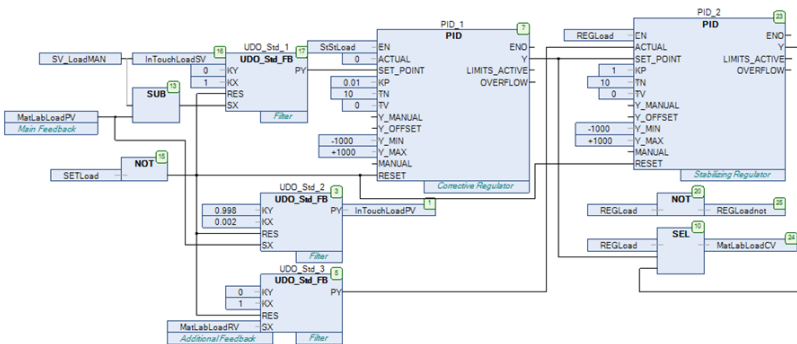 PID_1
PID
7
StStLoad
EN
ENO
0
ACTUAL
Y
SET_POINT
LIMITS_ACTIVE
0.01
KP
OVERFLOW
10
TN
0
TV
Y_MANUAL
Y_OFFSET
-1000
Y_MIN
+1000
Y_MAX
MANUAL
RESET
Corrective Regulator
PID_2
PID
23
REGLoad
EN
ENO
ACTUAL
Y
SET_POINT
LIMITS_ACTIVE
1
KP
OVERFLOW
10
TN
0
TV
Y_MANUAL
Y_OFFSET
-1000
Y_MIN
+1000
Y_MAX
MANUAL
RESET
Stabilizing Regulator
SV_LoadMAN
InTouchLoadSV
16
UDO_Std_1
UDO_Std_FB
17
0
KY
PY
1
KX
RES
SX
Filter
SUB
13
MatLabLoadPV
Main Feedback
NOT
15
SETLoad
UDO_Std_2
UDO_Std_FB
3
0.998
KY
PY
InTouchLoadPV
1
0.002
KX
RES
SX
Filter
UDO_Std_3
UDO_Std_FB
5
0
KY
PY
1
KX
RES
MatLabLoadRV
SX
Additional Feedback
Filter
NOT
20
REGLoad
REGLoadnot
25
SEL
10
REGLoad
MatLabLoadCV
24